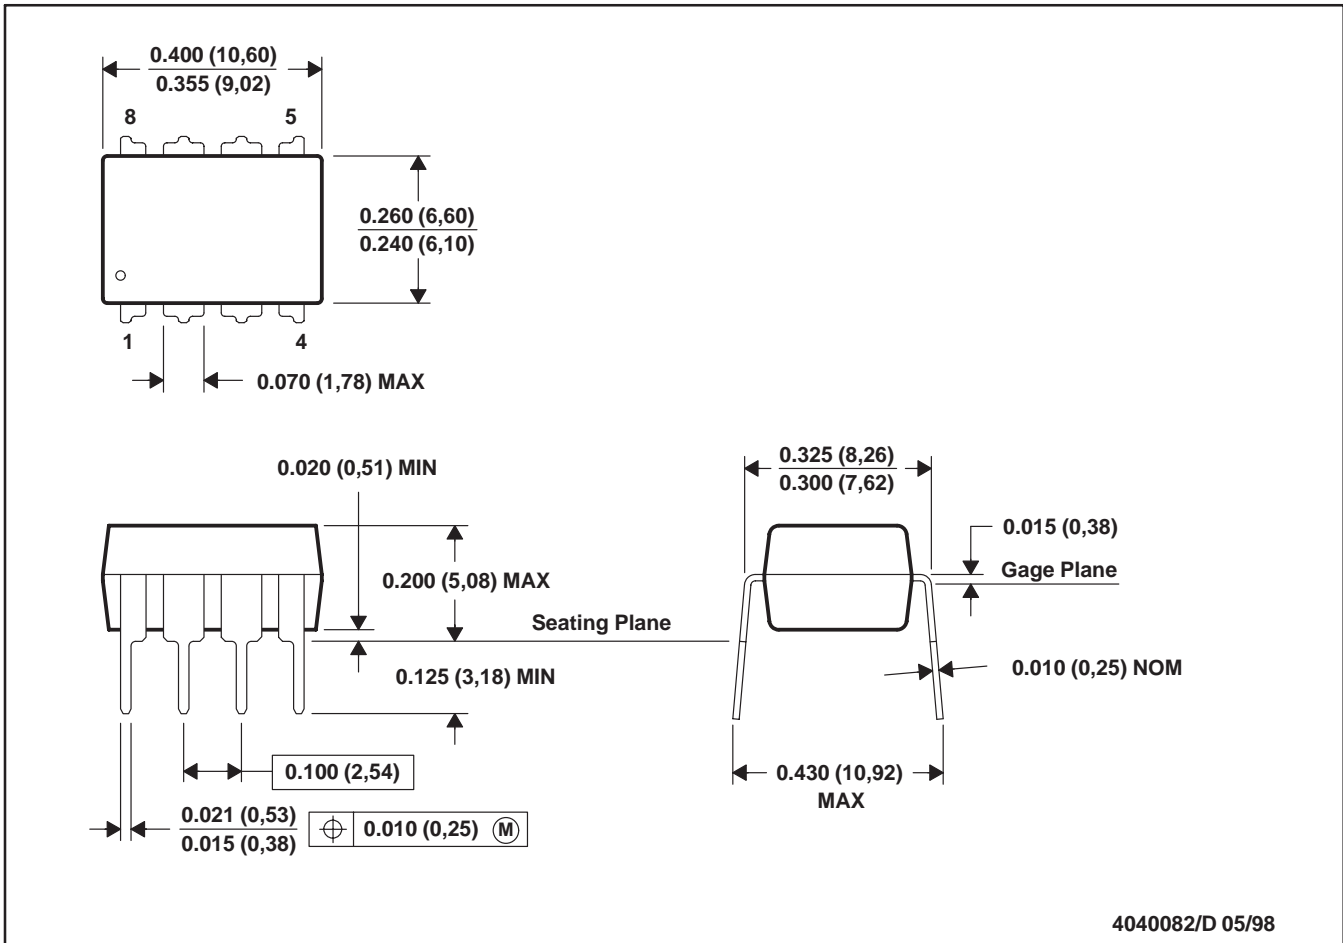 0.400 (10,60)
0.355 (9,02)
8 5
0.260 (6,60)
0.240 (6,10)
1 4
0.070 (1,78) MAX
0.325 (8,26)
0.300 (7,62)
0.020 (0,51) MIN
0.015 (0,38)
0.200 (5,08) MAX
Gage Plane
Seating Plane
0.125 (3,18) MIN
0.010 (0,25) NOM
0.100 (2,54)
0.430 (10,92)
MAX
0.021 (0,53)
0.015 (0,38)
0.010 (0,25) M
4040082/D 05/98